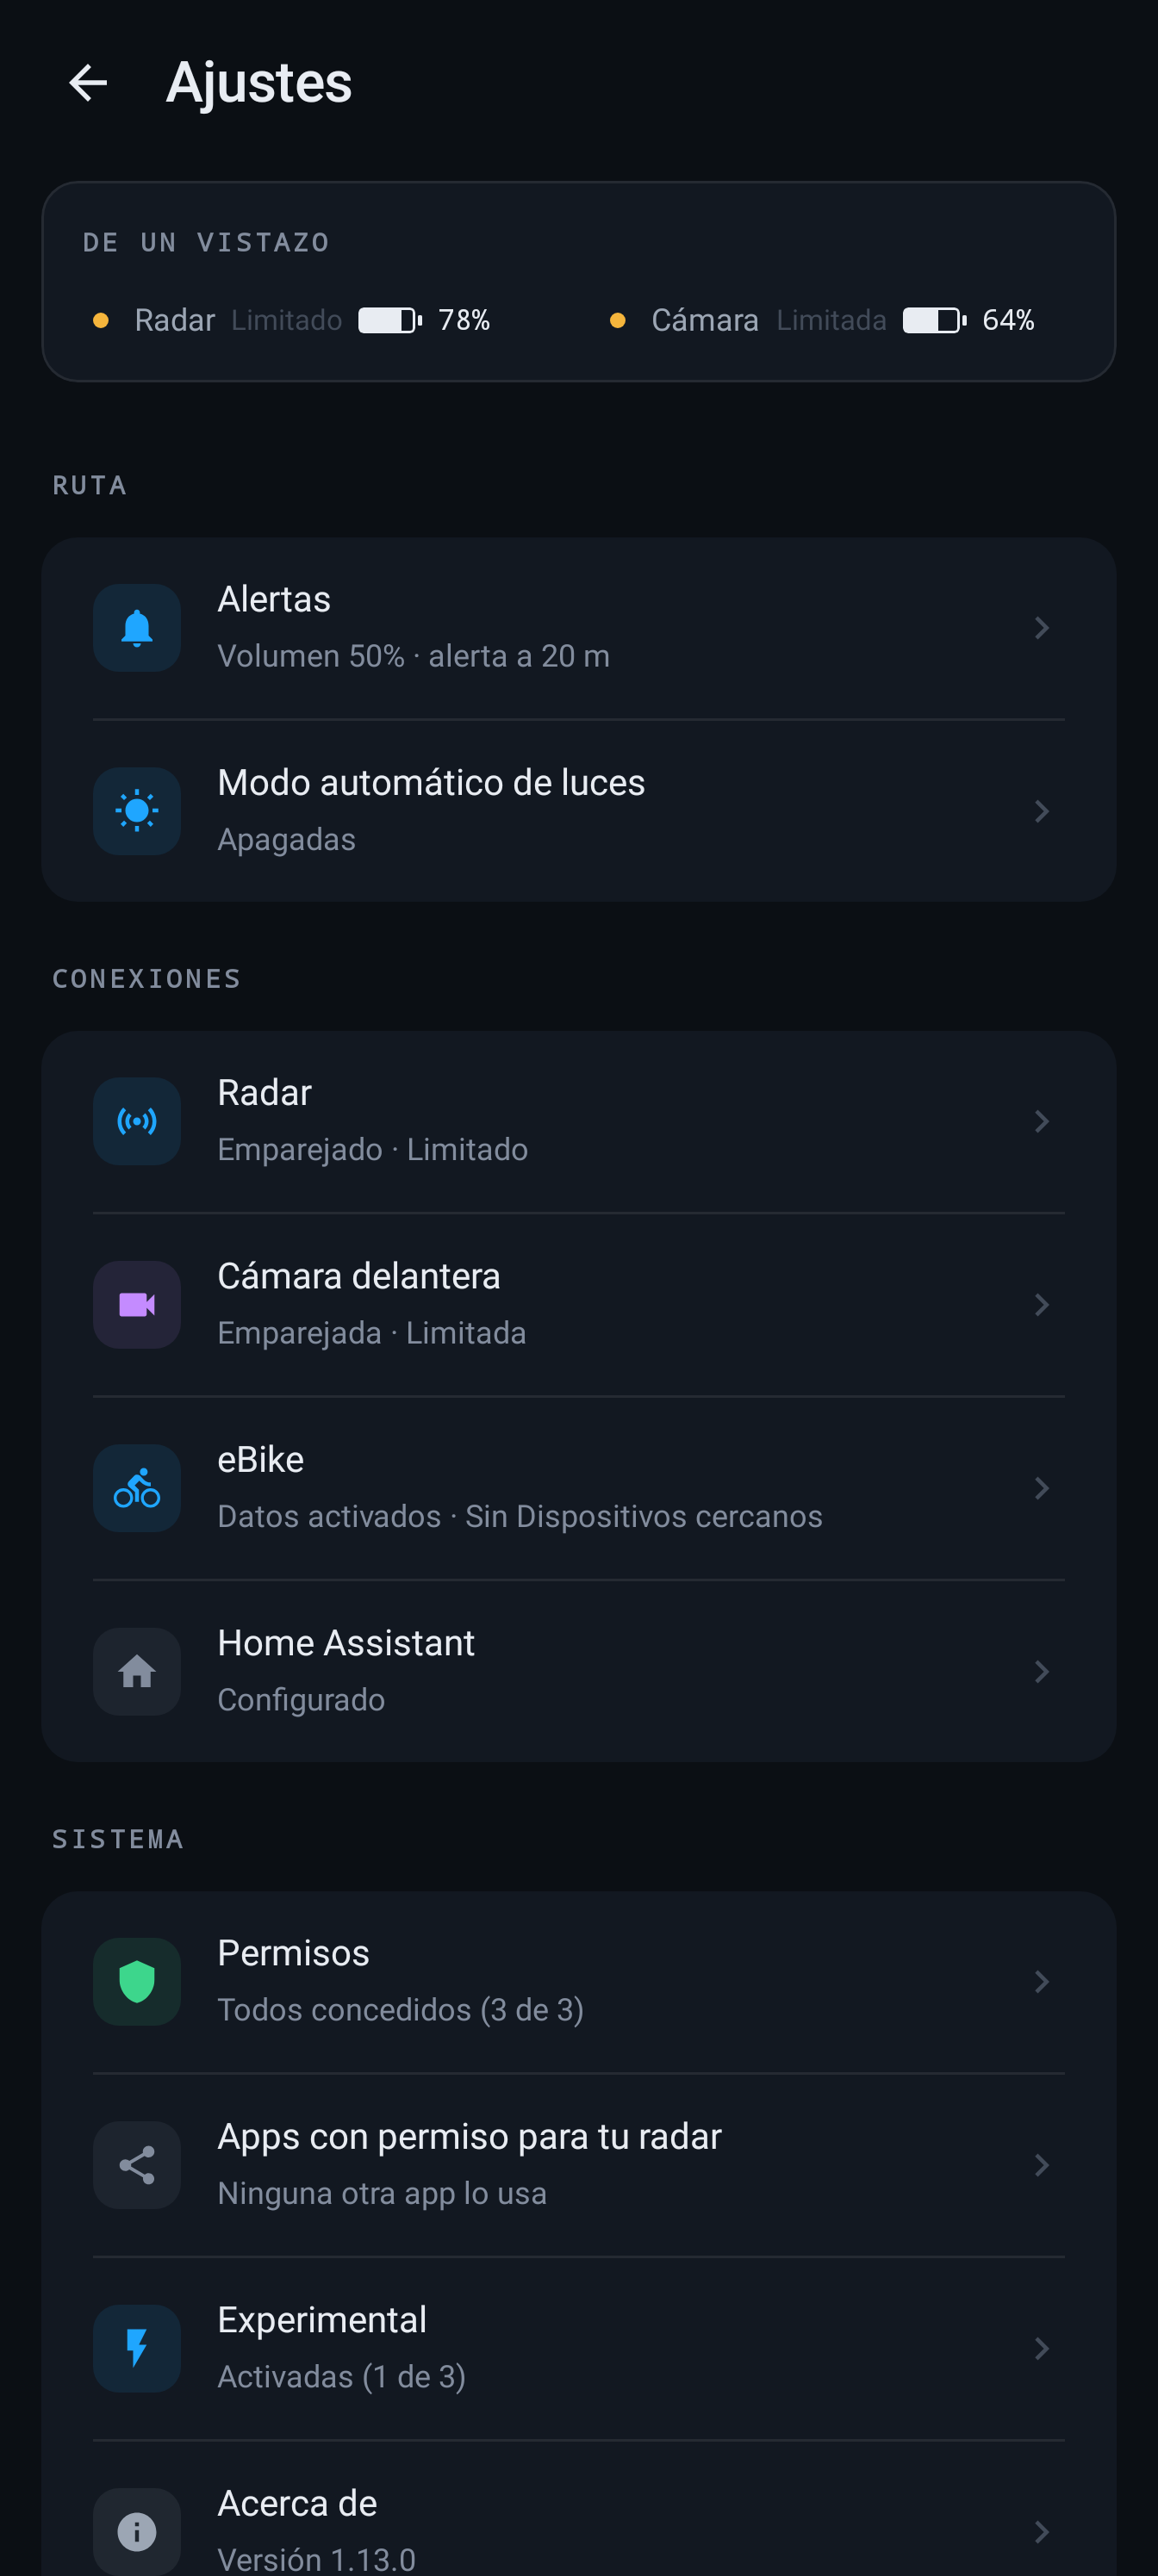 Ajustes
DE UN VISTAZO
Radar Limitado 78% Cámara Limitada 64%
RUTA
Alertas
Volumen 50% · alerta a 20 m
Modo automático de luces
Apagadas
CONEXIONES
Radar
Emparejado · Limitado
Cámara delantera
Emparejada · Limitada
eBike
Datos activados · Sin Dispositivos cercanos
Home Assistant
Configurado
SISTEMA
Permisos
Todos concedidos (3 de 3)
Apps con permiso para tu radar
Ninguna otra app lo usa
Experimental
Activadas (1 de 3)
Acerca de
Versión 1.13.0